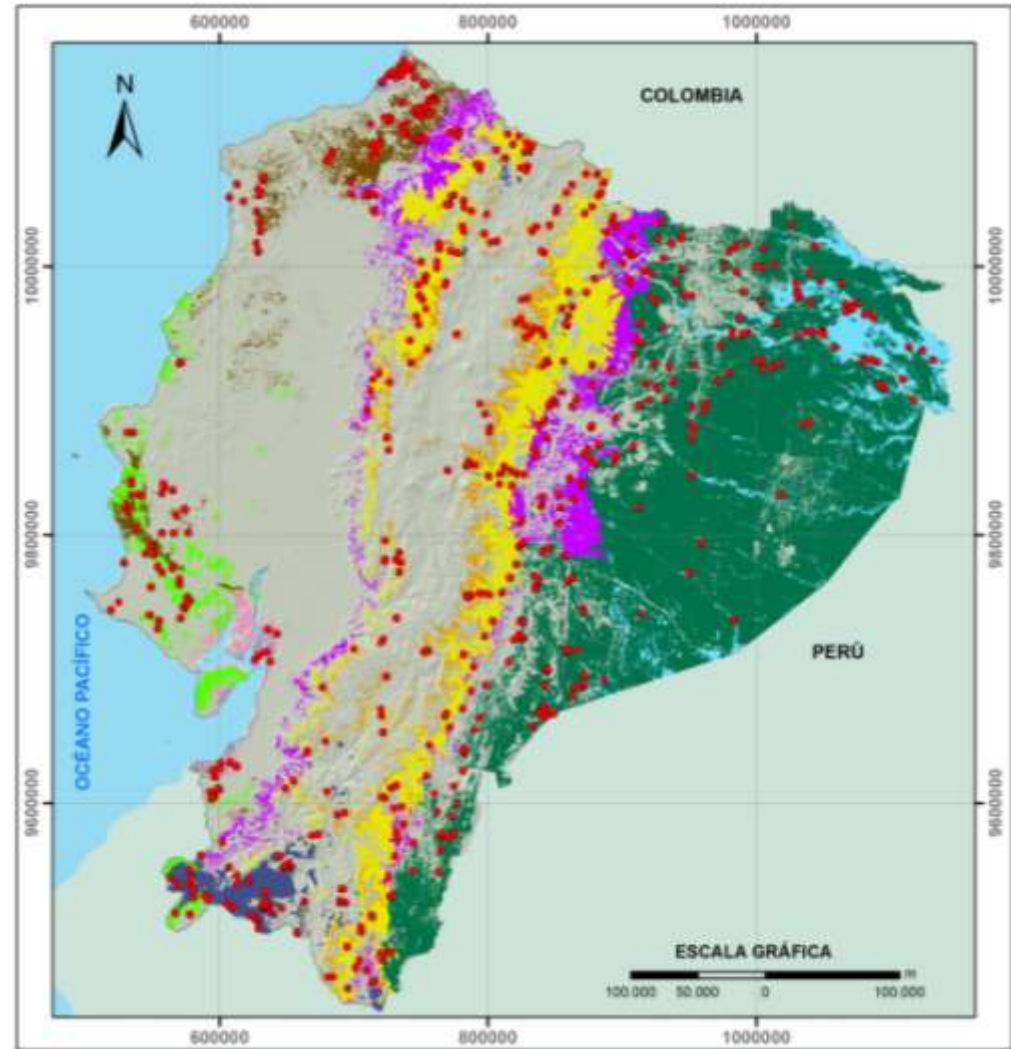 600000 800000 1000000
N
COLOMBIA
10000000 10000000
9800000 9800000
PERÚ
OCÉANO PACÍFICO
9600000 9600000
ESCALA GRÁFICA
m
100.000 50.000 0 100.000
600000 800000 1000000